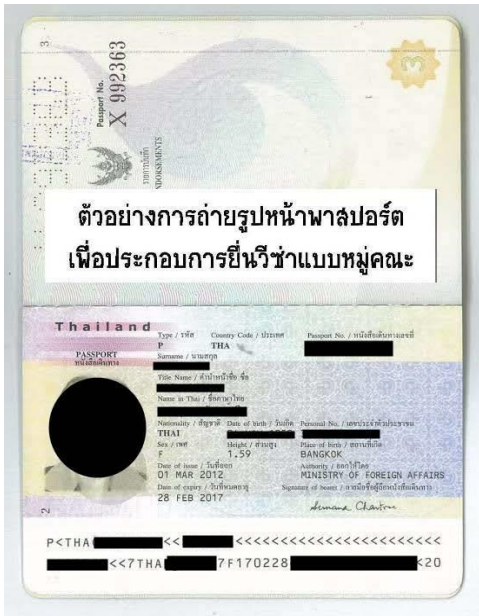 3
Passport No.
X 992363
รายการบันทึก
ENDORSEMENTS
ตัวอย่างการถ่ายรูปหน้าพาสปอร์ต
เพื่อประกอบการยื่นวีซ่าแบบหมู่คณะ
Thailand
PASSPORT
หนังสือเดินทาง
Type / รหัส Country Code / ประเทศ Passport No. / หนังสือเดินทางเลขที่
P THA
Surname / นามสกุล
Title Name / คำนำหน้าชื่อ ชื่อ
Name in Thai / ชื่อภาษาไทย
Nationality / สัญชาติ Date of birth / วันเกิด Personal No. / เลขประจำตัวประชาชน
THAI
Sex / เพศ Height / ส่วนสูง Place of birth / สถานที่เกิด
F 1.59 BANGKOK
Date of issue / วันที่ออก Authority / ออกให้โดย
01 MAR 2012 MINISTRY OF FOREIGN AFFAIRS
Date of expiry / วันที่หมดอายุ Signature of bearer / ลายมือชื่อผู้ถือหนังสือเดินทาง
28 FEB 2017
2
P<THA << <<<<<<<<<<<<<<<<<<<<<<<
<<7THA 7F170228 <20